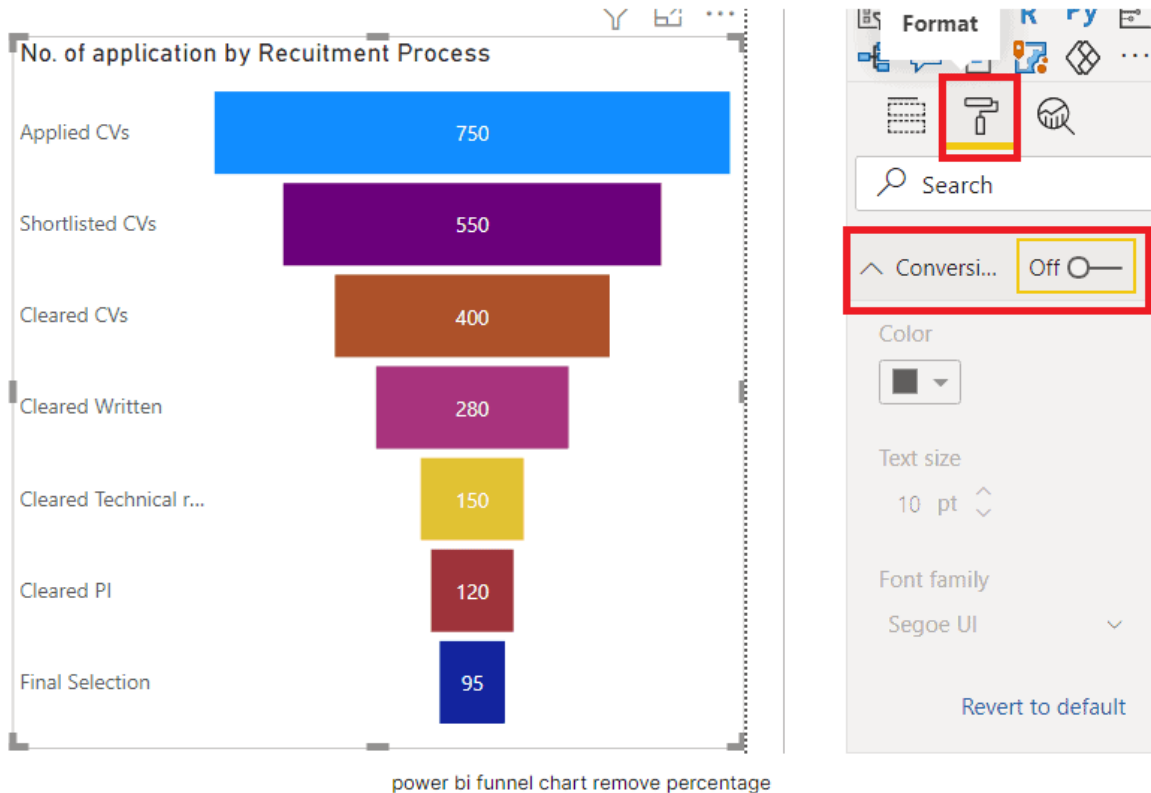 No. of application by Recuitment Process
Applied CVs
750
Shortlisted CVs
550
Cleared CVs
400
Cleared Written
280
Cleared Technical r...
150
Cleared PI
120
Final Selection
95
Format
R Py
Search
Conversi... Off
Color
Text size
10 pt
Font family
Segoe UI
Revert to default
power bi funnel chart remove percentage